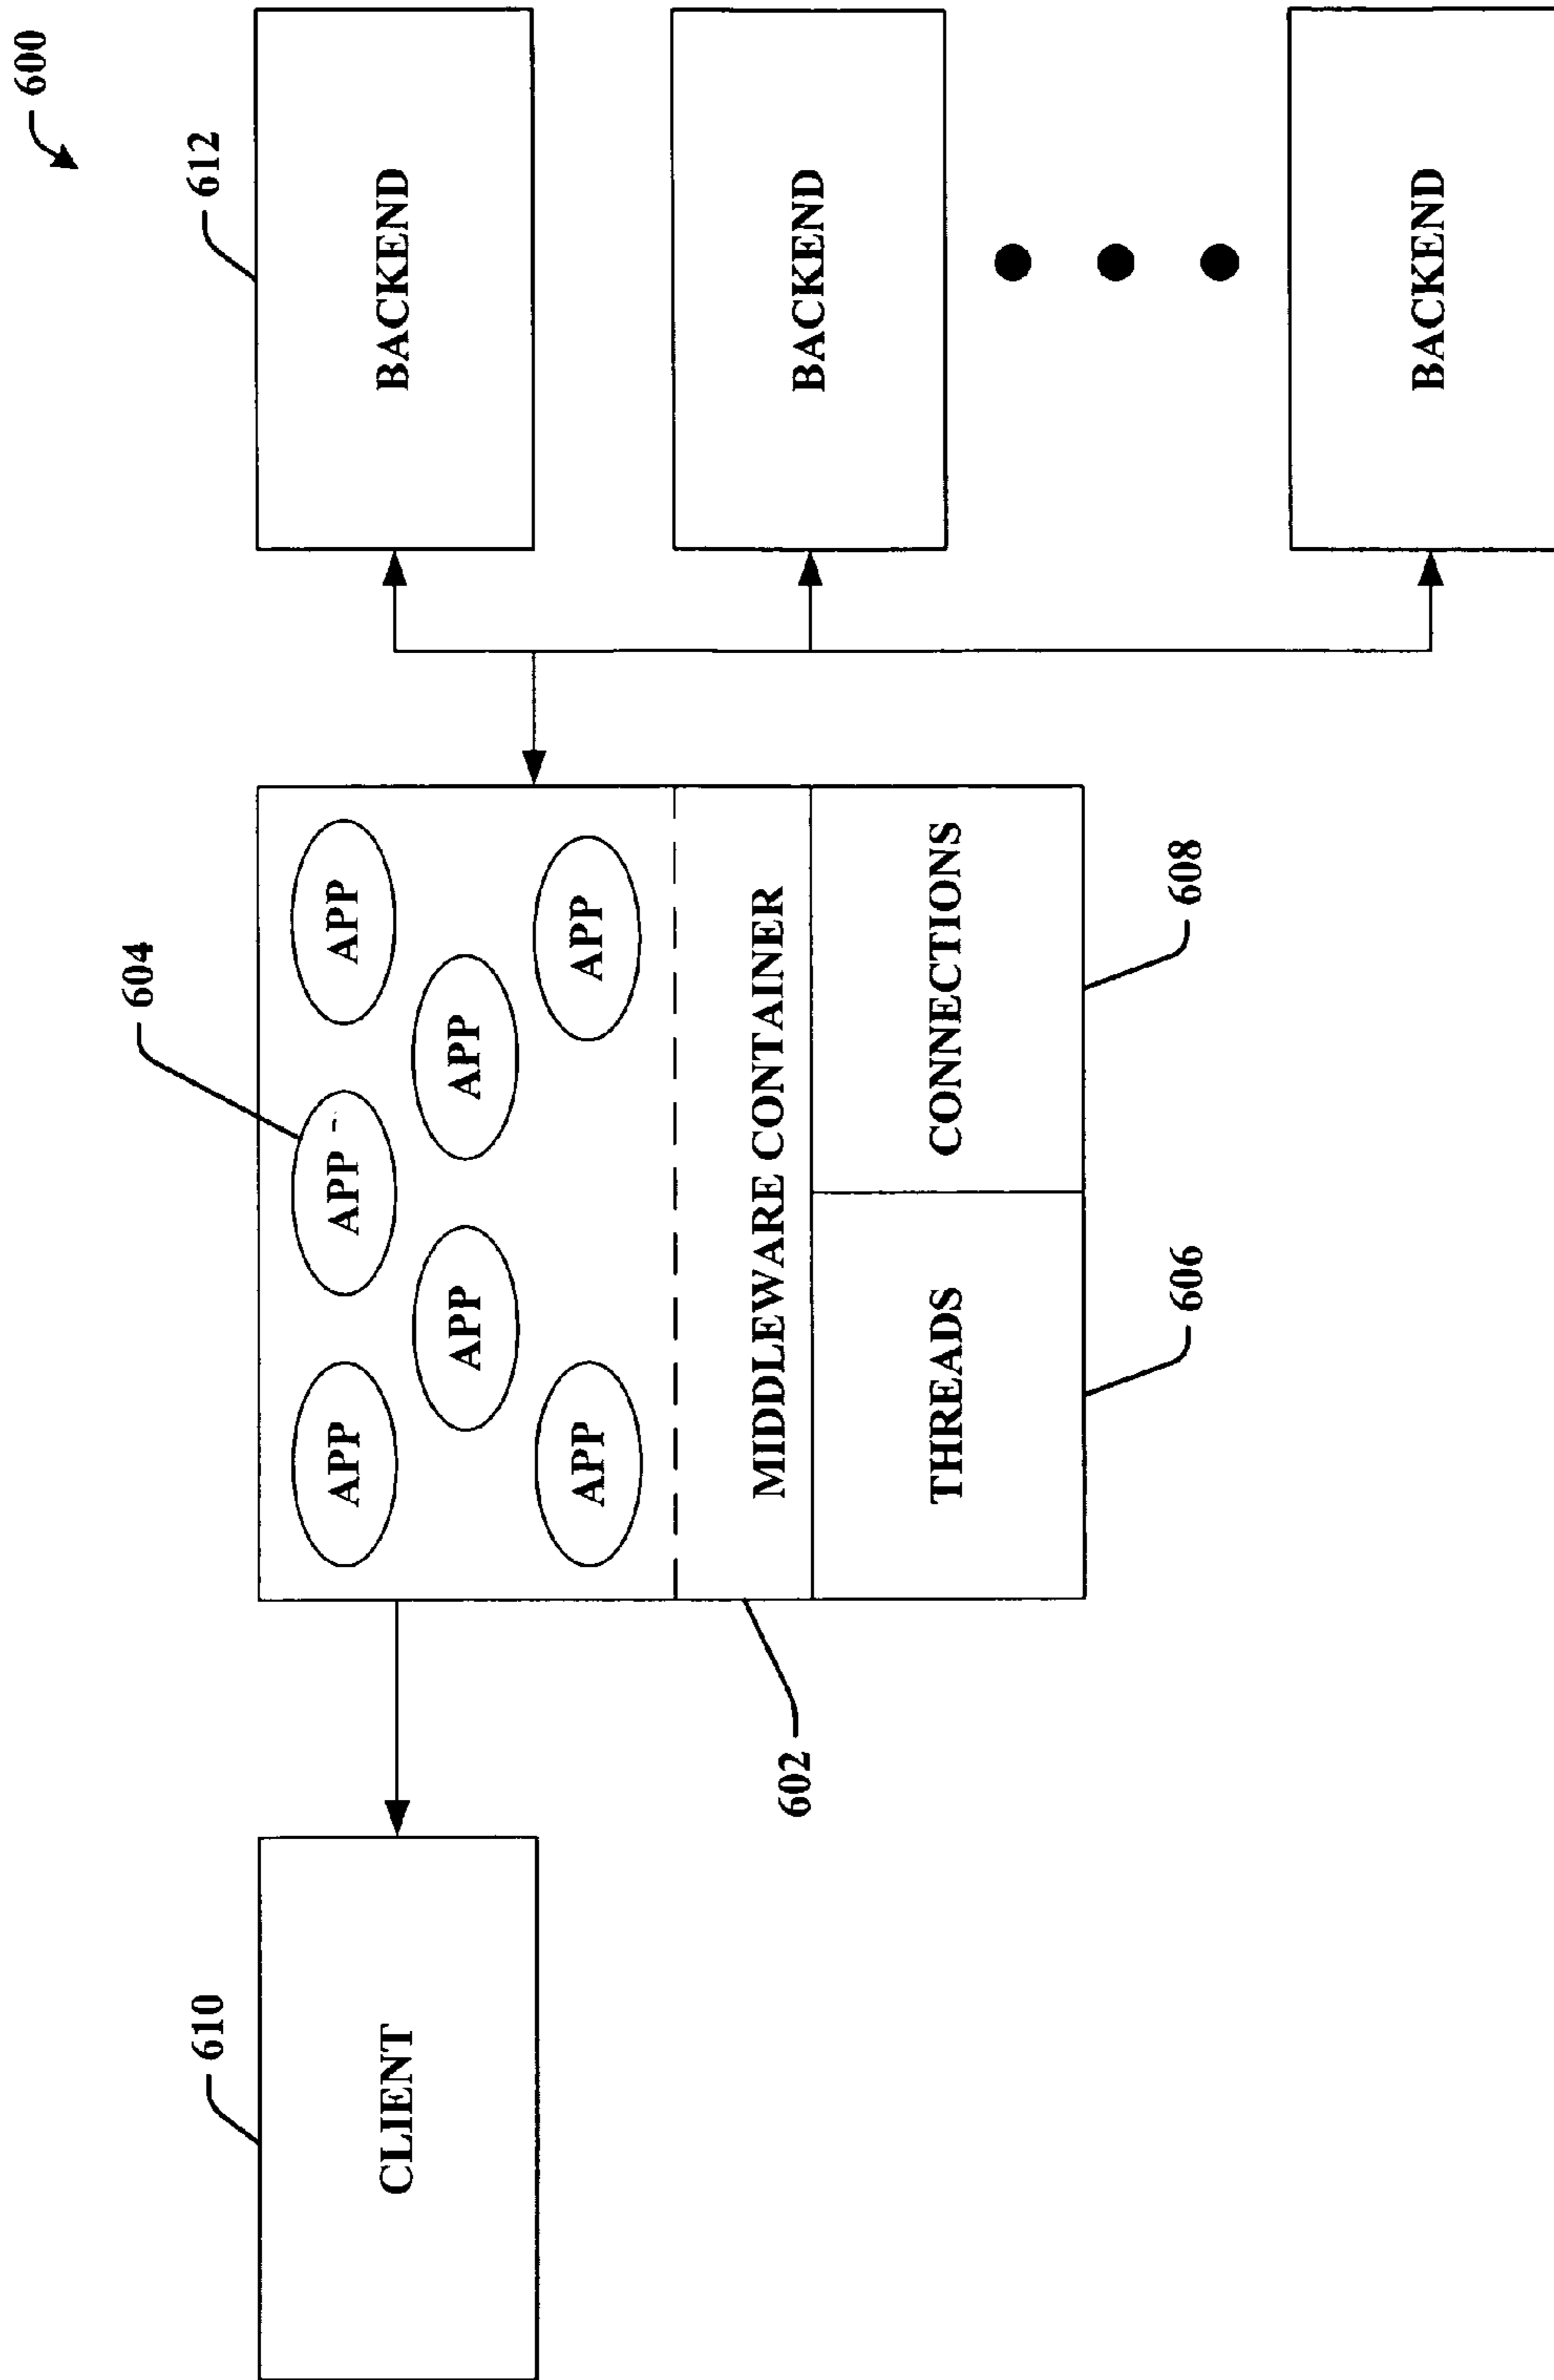 600
610
CLIENT
604
APP
APP
APP
APP
APP
APP
APP
MIDDLEWARE CONTAINER
THREADS
CONNECTIONS
602
606
608
612
BACKEND
BACKEND
BACKEND